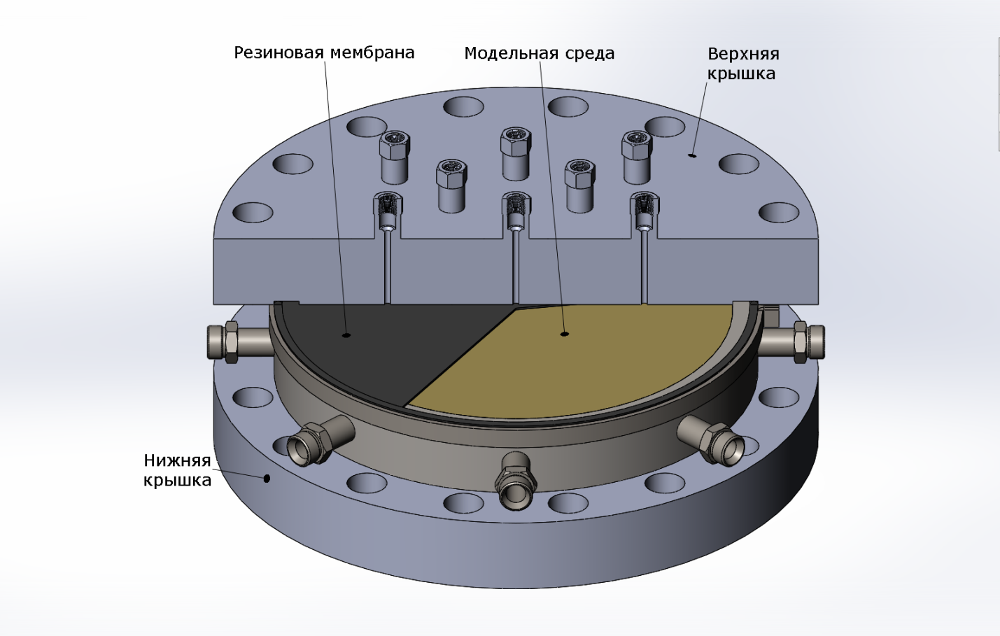 Резиновая мембрана
Модельная среда
Верхняя
крышка
Нижняя
крышка